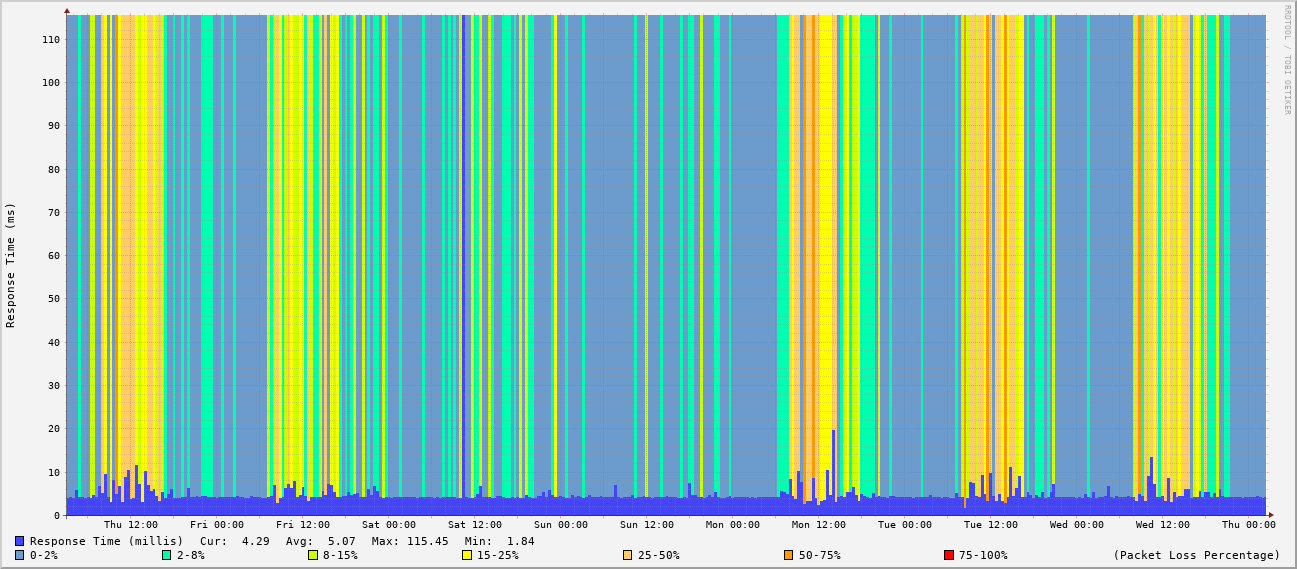 RRDTOOL / TOBI OETIKER
Response Time (ms)
110
100
90
80
70
60
50
40
30
20
10
0
Thu 12:00 Fri 00:00 Fri 12:00 Sat 00:00 Sat 12:00 Sun 00:00 Sun 12:00 Mon 00:00 Mon 12:00 Tue 00:00 Tue 12:00 Wed 00:00 Wed 12:00 Thu 00:00
Response Time (millis) Cur: 4.29 Avg: 5.07 Max: 115.45 Min: 1.84
0-2% 2-8% 8-15% 15-25% 25-50% 50-75% 75-100% (Packet Loss Percentage)